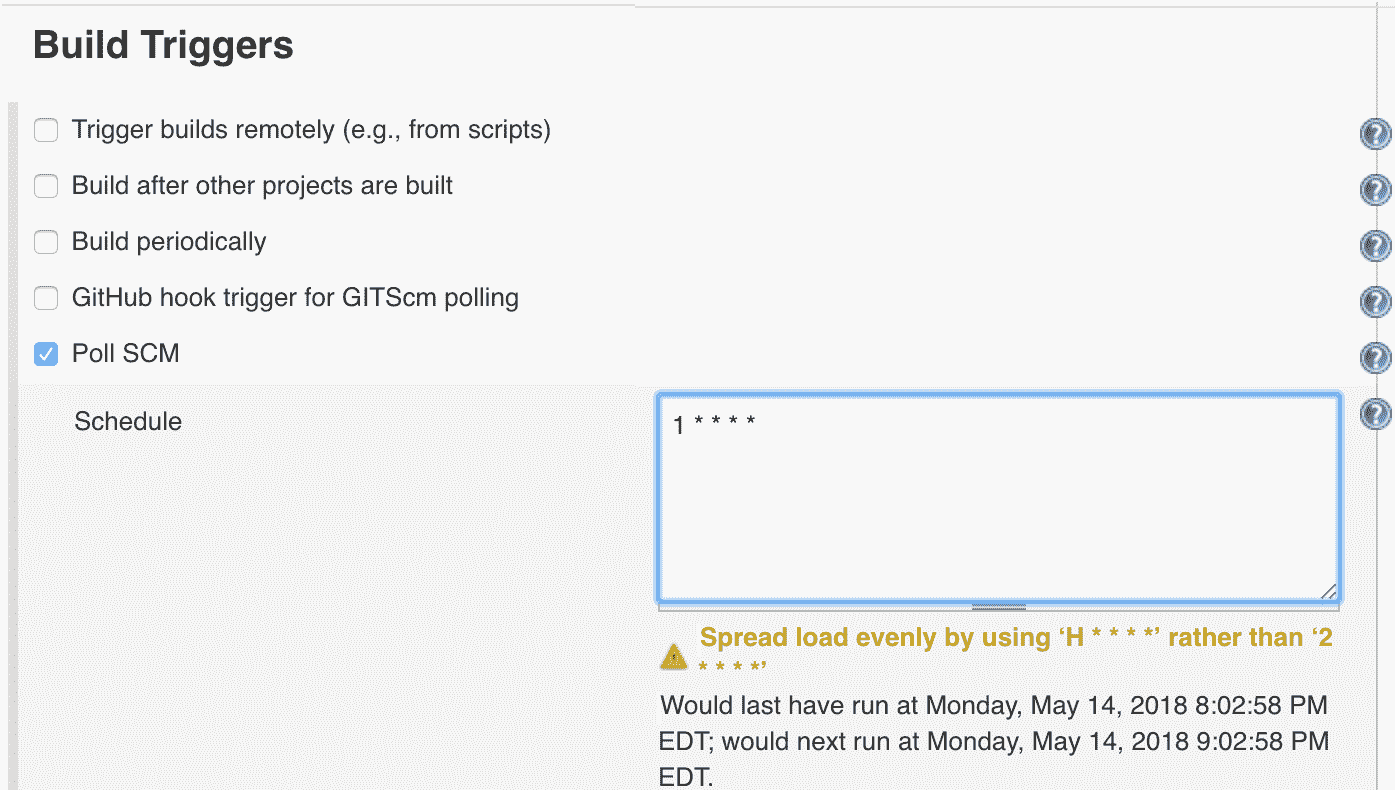 Build Triggers
Trigger builds remotely (e.g., from scripts)
Build after other projects are built
Build periodically
GitHub hook trigger for GITScm polling
Poll SCM
Schedule
1 * * * *
Spread load evenly by using ‘H * * * *’ rather than ‘2
* * * *’
Would last have run at Monday, May 14, 2018 8:02:58 PM
EDT; would next run at Monday, May 14, 2018 9:02:58 PM
EDT.